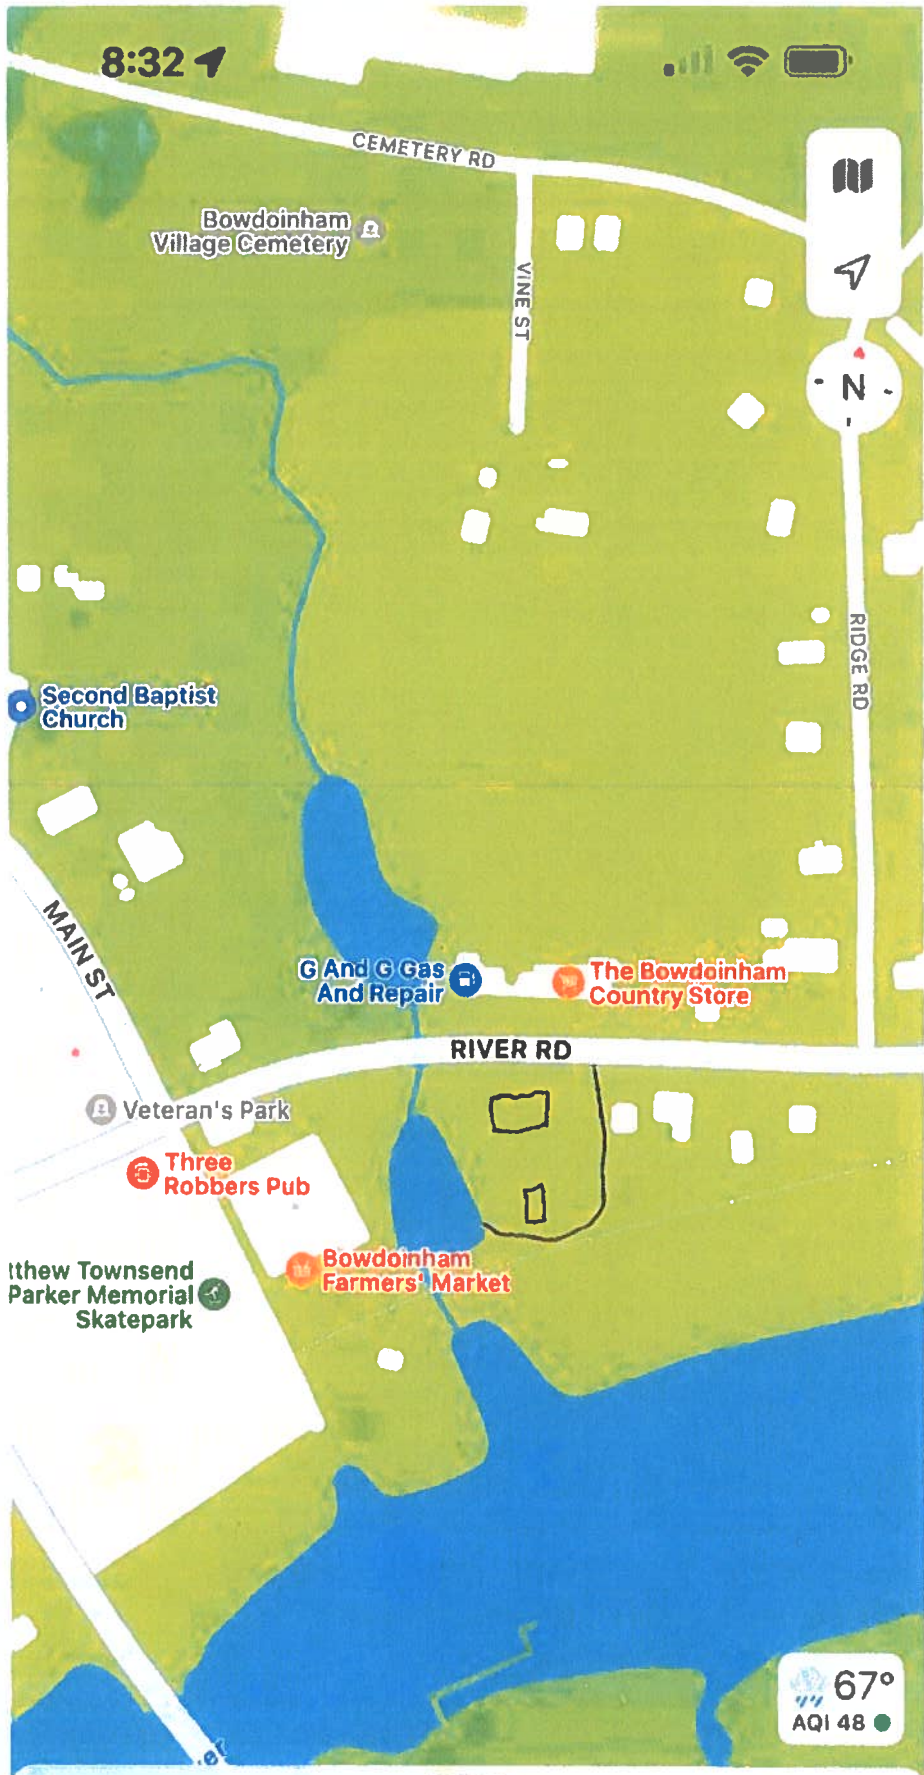 8:32
CEMETERY RD
Bowdoinham
Village Cemetery
VINE ST
N
RIDGE RD
Second Baptist
Church
MAIN ST
G And G Gas
And Repair
The Bowdoinham
Country Store
RIVER RD
Veteran's Park
Three
Robbers Pub
Bowdoinham
Farmers' Market
tthew Townsend
Parker Memorial
Skatepark
67°
AQI 48
er